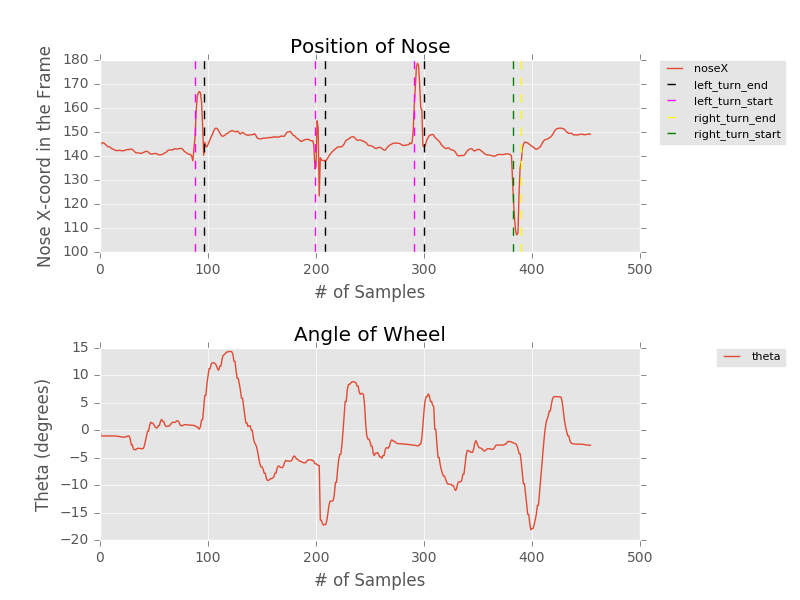 Position of Nose
Nose X-coord in the Frame
180
170
160
150
140
130
120
110
100
0 100 200 300 400 500
# of Samples
noseX
left_turn_end
left_turn_start
right_turn_end
right_turn_start
Angle of Wheel
Theta (degrees)
15
10
5
0
−5
−10
−15
−20
0 100 200 300 400 500
# of Samples
theta